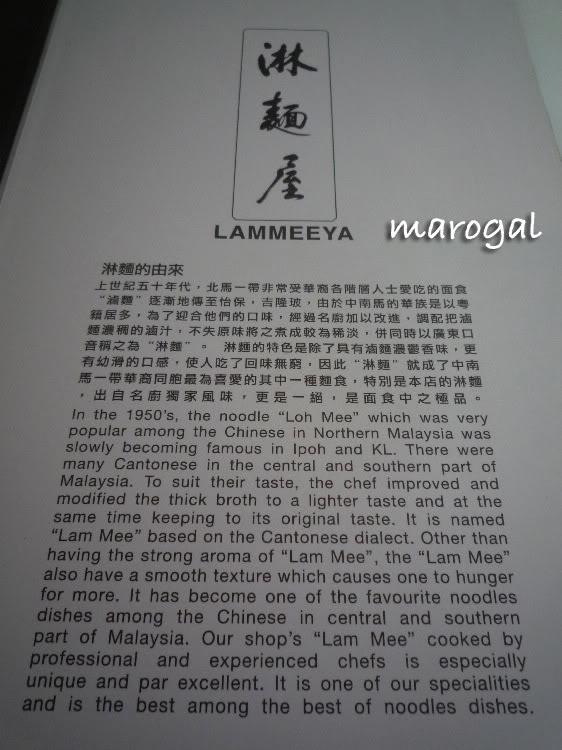 淋
麵
屋
LAMMEEYA
marogal
淋麵的由來
上世紀五十年代，北馬一帶非常受華裔各階層人士愛吃的面食
“滷麵”逐漸地傳至怡保，吉隆玻，由於中南馬的華族是以粵
籍居多，為了迎合他們的口味，經過名廚加以改進，調配把滷
麵濃稠的滷汁，不失原味將之煮成較為稀淡，併同時以廣東口
音稱之為“淋麵”。 淋麵的特色是除了具有滷麵濃鬱香味，更
有幼滑的口感，使人吃了回味無窮，因此“淋麵”就成了中南
馬一帶華裔同胞最為喜愛的其中一種麵食，特別是本店的淋麵
，出自名廚獨家風味，更是一絕，是面食中之極品。
In the 1950’s, the noodle “Loh Mee” which was very
popular among the Chinese in Northern Malaysia was
slowly becoming famous in Ipoh and KL. There were
many Cantonese in the central and southern part of
Malaysia. To suit their taste, the chef improved and
modified the thick broth to a lighter taste and at the
same time keeping to its original taste. It is named
“Lam Mee” based on the Cantonese dialect. Other than
having the strong aroma of “Lam Mee”, the “Lam Mee”
also have a smooth texture which causes one to hunger
for more. It has become one of the favourite noodles
dishes among the Chinese in central and southern
part of Malaysia. Our shop’s “Lam Mee” cooked by
professional and experienced chefs is especially
unique and par excellent. It is one of our specialities
and is the best among the best of noodles dishes.